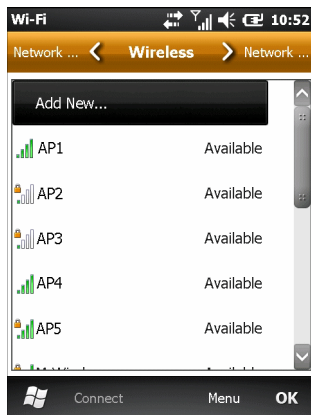 Wi-Fi 10:52
Network ... Wireless Network ...
Add New...
AP1 Available
AP2 Available
AP3 Available
AP4 Available
AP5 Available
Connect Menu OK